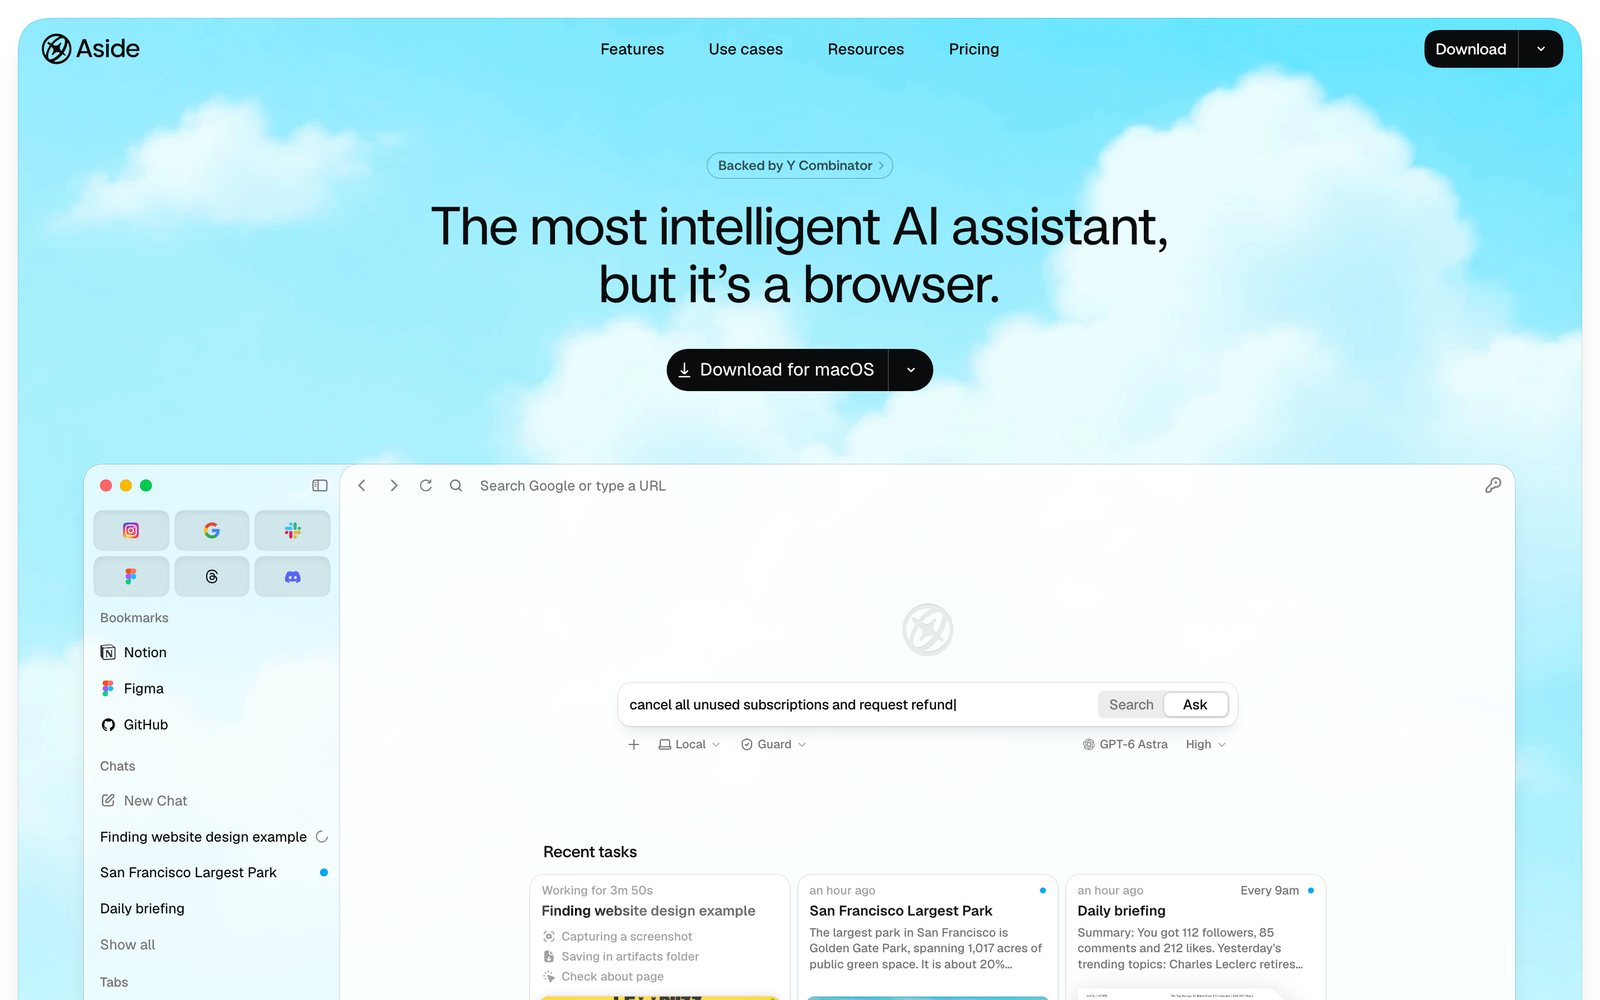 Aside
Features
Use cases
Resources
Pricing
Download
Backed by Y Combinator
The most intelligent AI assistant,
but it’s a browser.
Download for macOS
Search Google or type a URL
Bookmarks
Notion
Figma
GitHub
Chats
New Chat
Finding website design example
San Francisco Largest Park
Daily briefing
Show all
Tabs
cancel all unused subscriptions and request refund
Search
Ask
Local
Guard
GPT-6 Astra
High
Recent tasks
Working for 3m 50s
Finding website design example
Capturing a screenshot
Saving in artifacts folder
Check about page
an hour ago
San Francisco Largest Park
The largest park in San Francisco is
Golden Gate Park, spanning 1,017 acres of
public green space. It is about 20%...
an hour ago
Every 9am
Daily briefing
Summary: You got 112 followers, 85
comments and 212 likes. Yesterday's
trending topics: Charles Leclerc retires...